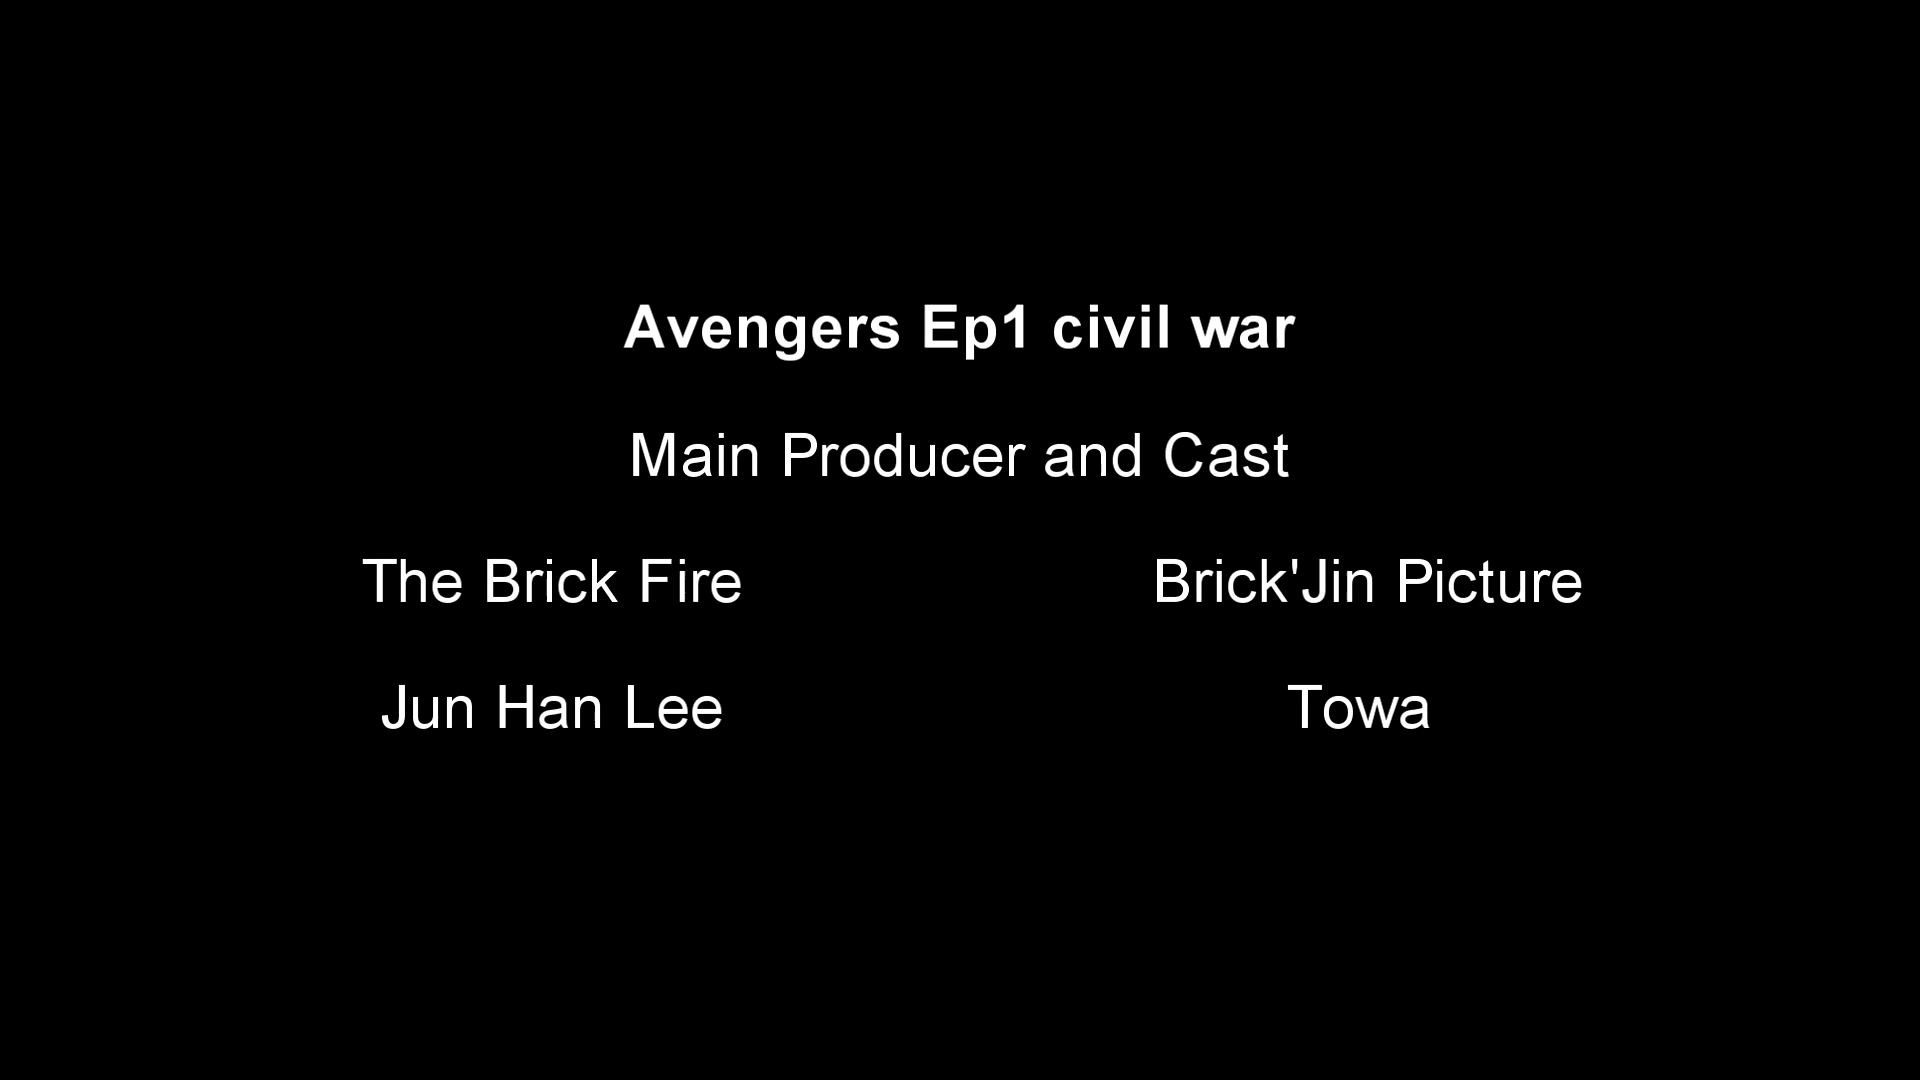 Avengers Ep1 civil war
Main Producer and Cast
The Brick Fire Brick'Jin Picture
Jun Han Lee Towa